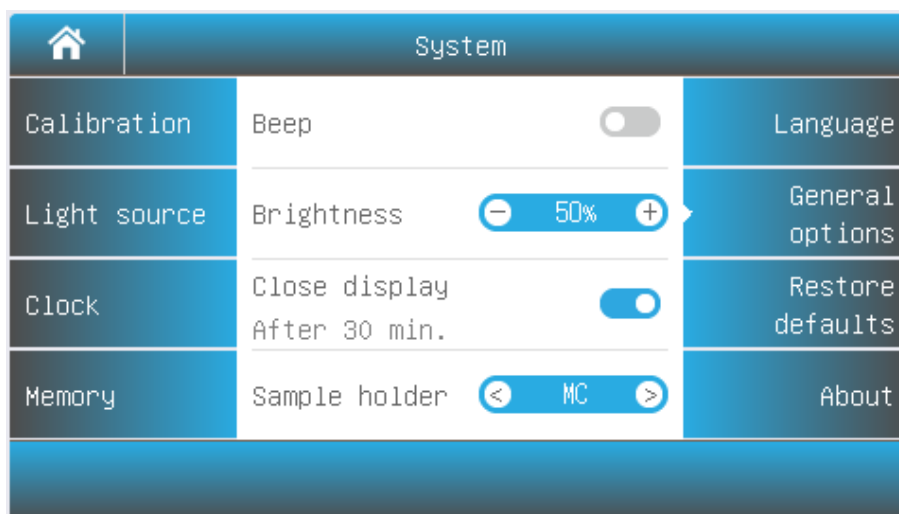 System
Calibration
Light source
Clock
Memory
Beep
Brightness
− 50% +
Close display
After 30 min.
Sample holder
< MC >
Language
General
options
Restore
defaults
About